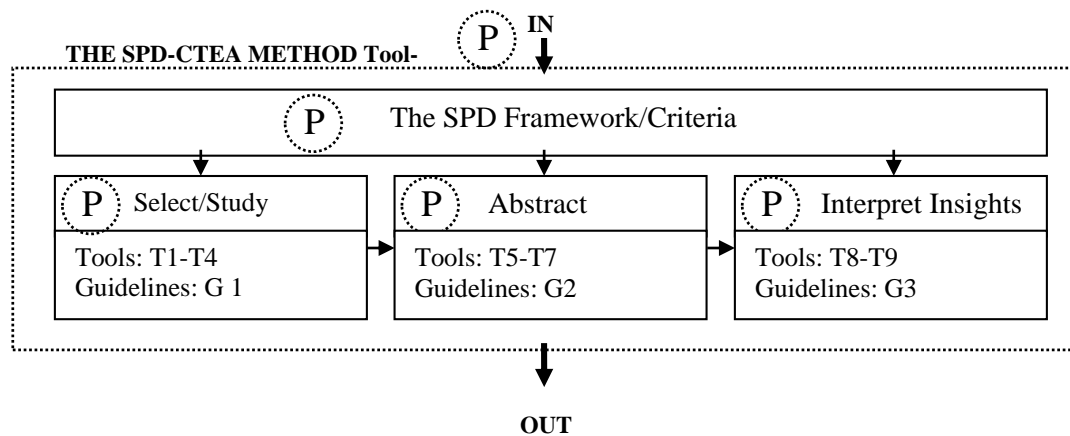 IN
P
THE SPD-CTEA METHOD Tool-
P The SPD Framework/Criteria
P Select/Study
Tools: T1-T4
Guidelines: G 1
P Abstract
Tools: T5-T7
Guidelines: G2
P Interpret Insights
Tools: T8-T9
Guidelines: G3
OUT